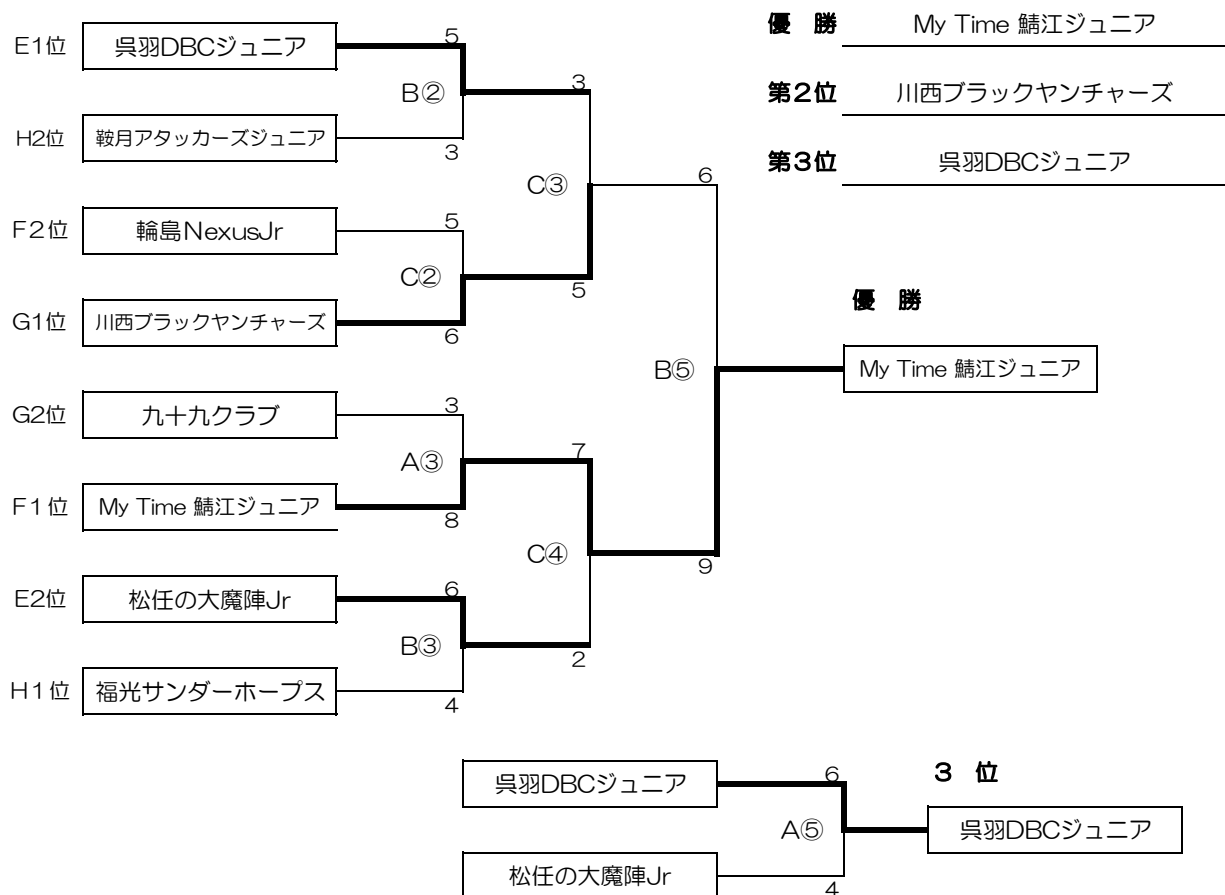 優 勝 My Time 鯖江ジュニア
E1位 呉羽DBCジュニア 5
B② 3
第2位 川西ブラックヤンチャーズ
H2位 鞍月アタッカーズジュニア 3
第3位 呉羽DBCジュニア
C③ 6
F2位 輪島NexusJr 5
C② 5
優 勝
G1位 川西ブラックヤンチャーズ 6
B⑤ My Time 鯖江ジュニア
G2位 九十九クラブ 3
A③ 7
F1位 My Time 鯖江ジュニア 8
C④ 9
E2位 松任の大魔陣Jr 6
B③ 2
H1位 福光サンダーホープス 4
呉羽DBCジュニア 6 3 位
A⑤ 呉羽DBCジュニア
松任の大魔陣Jr 4